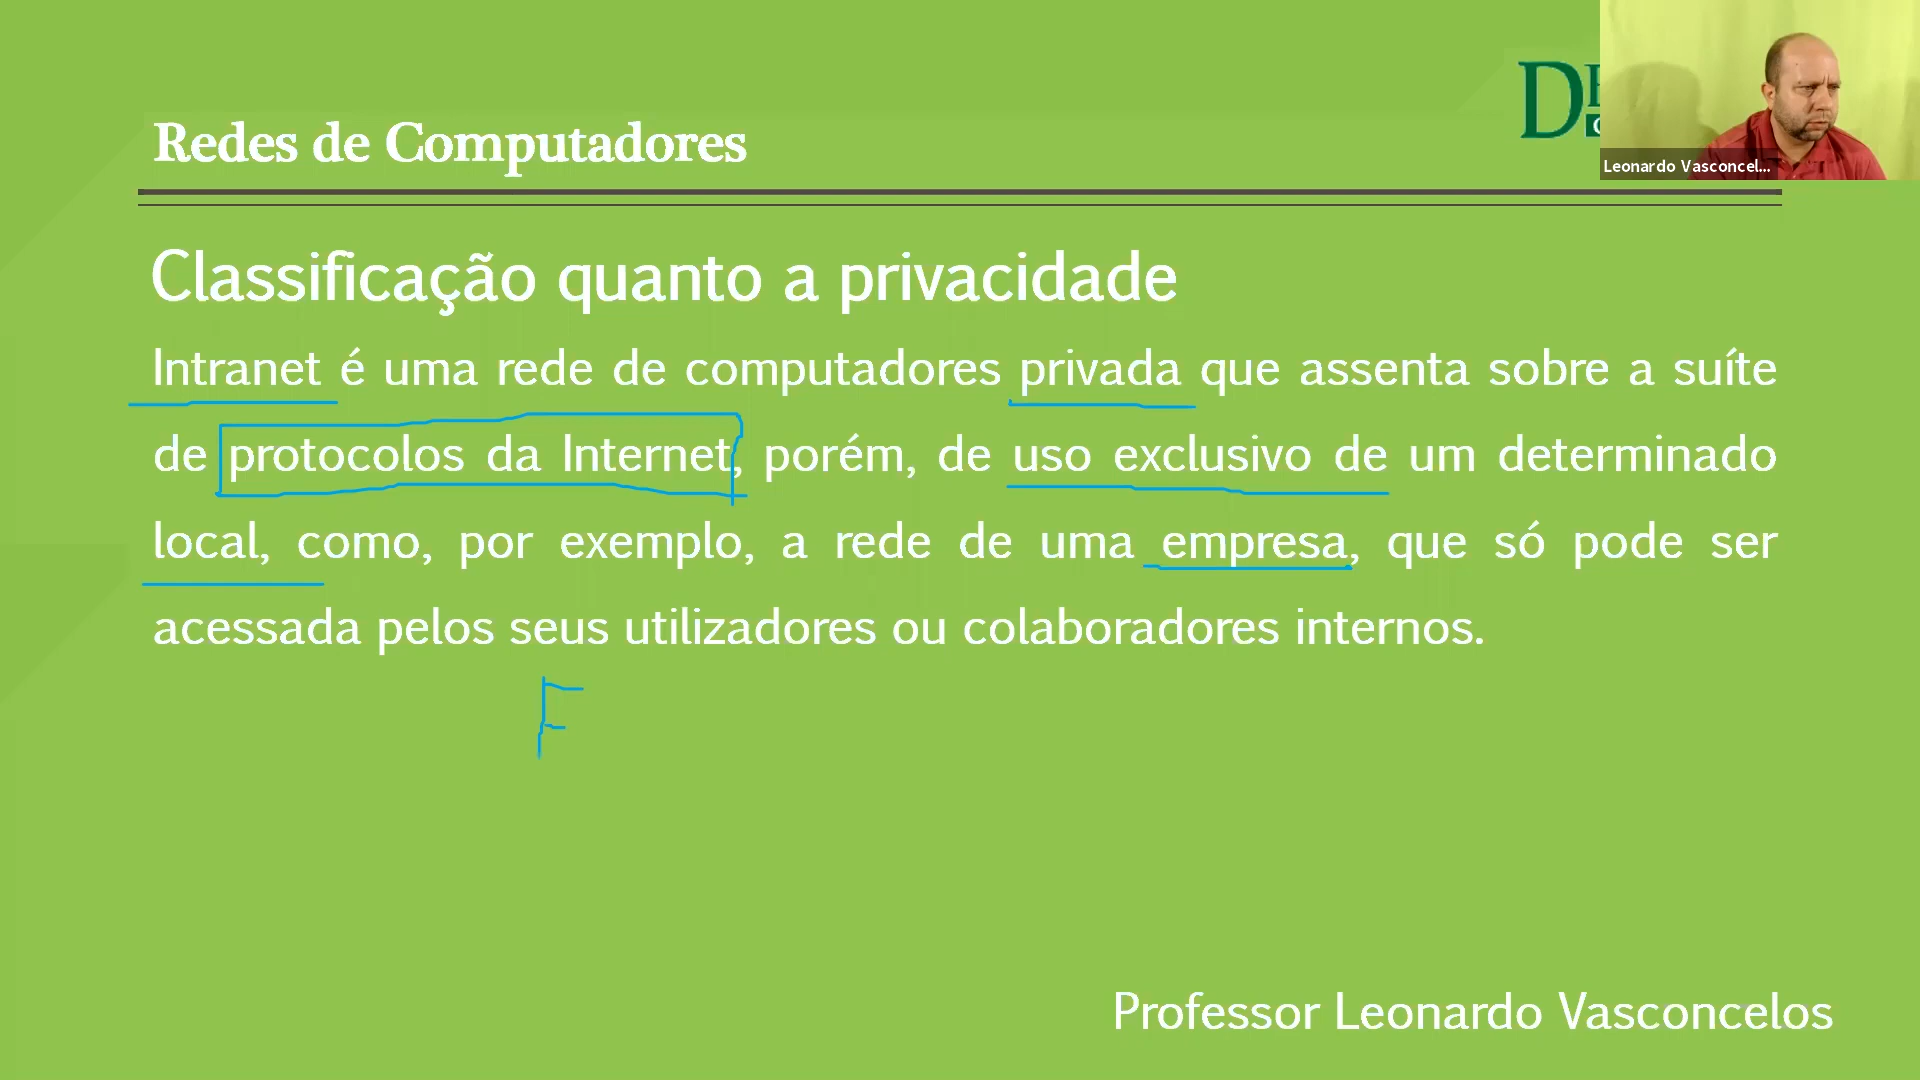 Redes de Computadores
Leonardo Vasconcel...
Classificação quanto a privacidade
Intranet é uma rede de computadores privada que assenta sobre a suíte
de protocolos da Internet, porém, de uso exclusivo de um determinado
local, como, por exemplo, a rede de uma empresa, que só pode ser
acessada pelos seus utilizadores ou colaboradores internos.
F
Professor Leonardo Vasconcelos